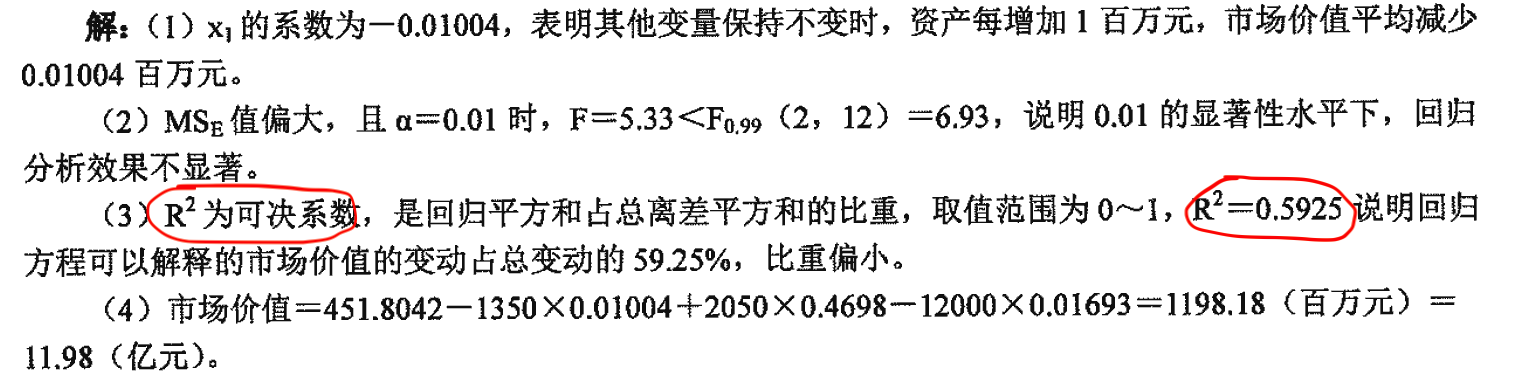 解：（1）x₁的系数为－0.01004，表明其他变量保持不变时，资产每增加 1 百万元，市场价值平均减少
0.01004 百万元。
（2）MSE 值偏大，且 α＝0.01 时，F＝5.33＜F0.99（2，12）＝6.93，说明 0.01 的显著性水平下，回归
分析效果不显著。
（3）R² 为可决系数，是回归平方和占总离差平方和的比重，取值范围为 0～1，R²＝0.5925 说明回归
方程可以解释的市场价值的变动占总变动的 59.25%，比重偏小。
（4）市场价值＝451.8042－1350×0.01004＋2050×0.4698－12000×0.01693＝1198.18（百万元）＝
11.98（亿元）。